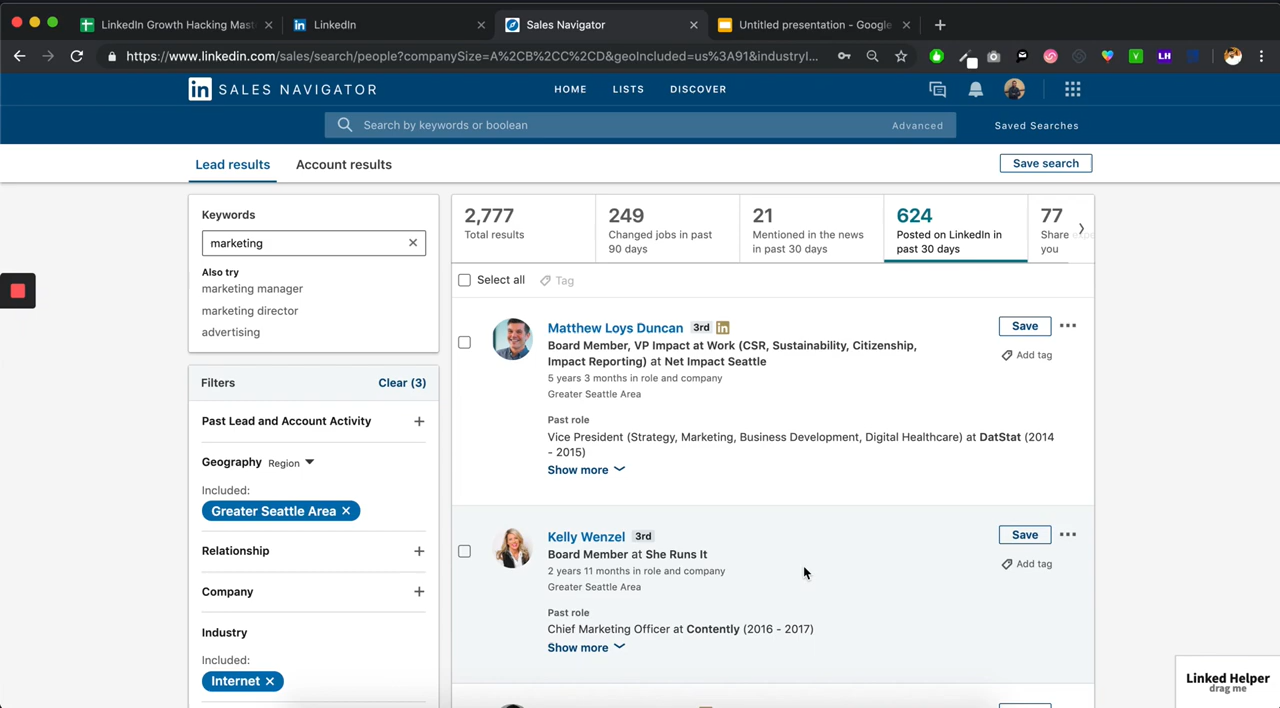 LinkedIn Growth Hacking Mast
LinkedIn
Sales Navigator
Untitled presentation - Google
https://www.linkedin.com/sales/search/people?companySize=A%2CB%2CC%2CD&geoIncluded=us%3A91&industryI...
in SALES NAVIGATOR
HOME
LISTS
DISCOVER
Search by keywords or boolean
Advanced
Saved Searches
Lead results
Account results
Save search
Keywords
marketing
Also try
marketing manager
marketing director
advertising
Filters
Clear (3)
Past Lead and Account Activity
Geography Region
Included:
Greater Seattle Area
Relationship
Company
Industry
Included:
Internet
2,777
Total results
249
Changed jobs in past
90 days
21
Mentioned in the news
in past 30 days
624
Posted on LinkedIn in
past 30 days
77
Share
you
Select all
Tag
Matthew Loys Duncan 3rd in
Board Member, VP Impact at Work (CSR, Sustainability, Citizenship,
Impact Reporting) at Net Impact Seattle
5 years 3 months in role and company
Greater Seattle Area
Past role
Vice President (Strategy, Marketing, Business Development, Digital Healthcare) at DatStat (2014
- 2015)
Show more
Save
Add tag
Kelly Wenzel 3rd
Board Member at She Runs It
2 years 11 months in role and company
Greater Seattle Area
Past role
Chief Marketing Officer at Contently (2016 - 2017)
Show more
Save
Add tag
Linked Helper
drag me